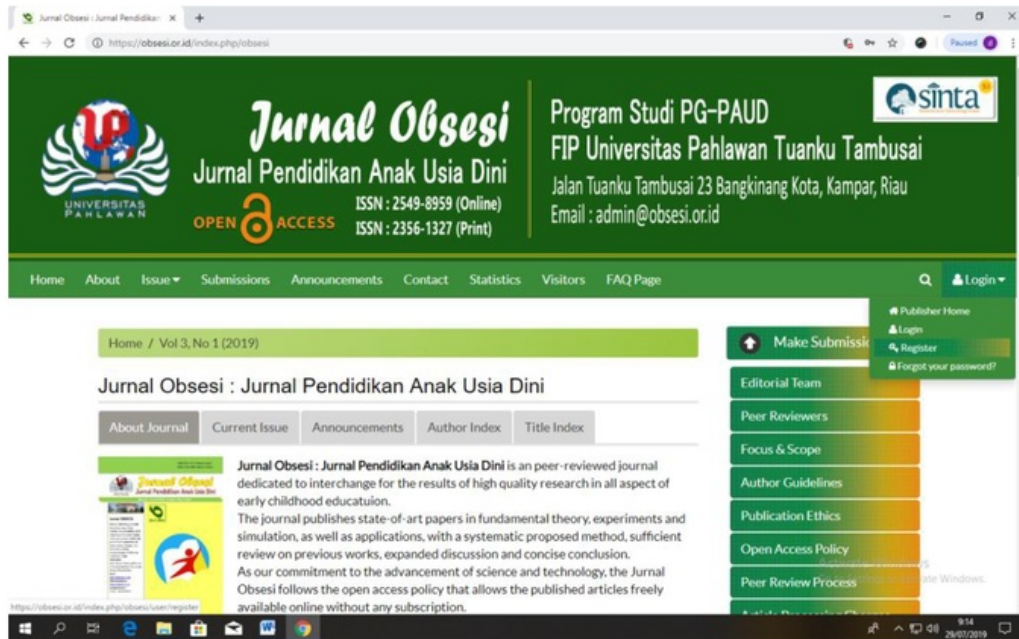 Jurnal Obsesi : Jurnal Pendidikan
https://obsesi.or.id/index.php/obsesi
Paused
UNIVERSITAS
PAHLAWAN
Jurnal Obsesi
Jurnal Pendidikan Anak Usia Dini
OPEN ACCESS
ISSN : 2549-8959 (Online)
ISSN : 2356-1327 (Print)
Program Studi PG-PAUD
FIP Universitas Pahlawan Tuanku Tambusai
Jalan Tuanku Tambusai 23 Bangkinang Kota, Kampar, Riau
Email : admin@obsesi.or.id
sinta
Home About Issue Submissions Announcements Contact Statistics Visitors FAQ Page Login
Publisher Home
Login
Register
Forgot your password?
Home / Vol 3, No 1 (2019)
Jurnal Obsesi : Jurnal Pendidikan Anak Usia Dini
About Journal Current Issue Announcements Author Index Title Index
Jurnal Obsesi : Jurnal Pendidikan Anak Usia Dini is an peer-reviewed journal
dedicated to interchange for the results of high quality research in all aspect of
early childhood educatuion.
The journal publishes state-of-art papers in fundamental theory, experiments and
simulation, as well as applications, with a systematic proposed method, sufficient
review on previous works, expanded discussion and concise conclusion.
As our commitment to the advancement of science and technology, the Jurnal
Obsesi follows the open access policy that allows the published articles freely
available online without any subscription.
Jurnal Obsesi
Jurnal Pendidikan Anak Usia Dini
Make Submissio
Editorial Team
Peer Reviewers
Focus & Scope
Author Guidelines
Publication Ethics
Open Access Policy
Peer Review Process
Windows.
https://obsesi.or.id/index.php/obsesi/user/register
9:14
29/07/2019